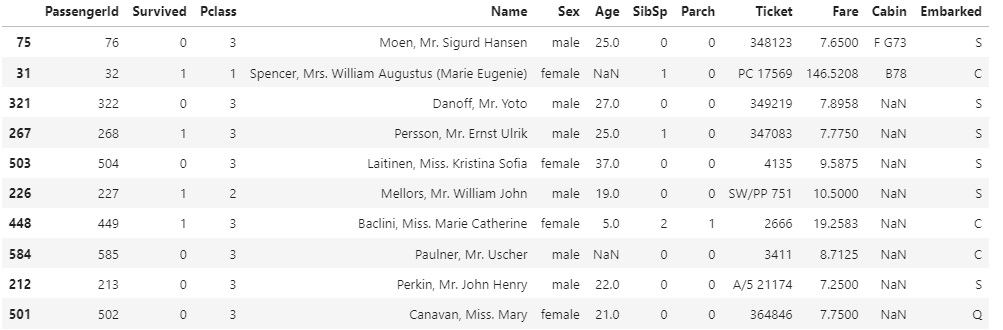 PassengerId Survived Pclass Name Sex Age SibSp Parch Ticket Fare Cabin Embarked
75 76 0 3 Moen, Mr. Sigurd Hansen male 25.0 0 0 348123 7.6500 F G73 S
31 32 1 1 Spencer, Mrs. William Augustus (Marie Eugenie) female NaN 1 0 PC 17569 146.5208 B78 C
321 322 0 3 Danoff, Mr. Yoto male 27.0 0 0 349219 7.8958 NaN S
267 268 1 3 Persson, Mr. Ernst Ulrik male 25.0 1 0 347083 7.7750 NaN S
503 504 0 3 Laitinen, Miss. Kristina Sofia female 37.0 0 0 4135 9.5875 NaN S
226 227 1 2 Mellors, Mr. William John male 19.0 0 0 SW/PP 751 10.5000 NaN S
448 449 1 3 Baclini, Miss. Marie Catherine female 5.0 2 1 2666 19.2583 NaN C
584 585 0 3 Paulner, Mr. Uscher male NaN 0 0 3411 8.7125 NaN C
212 213 0 3 Perkin, Mr. John Henry male 22.0 0 0 A/5 21174 7.2500 NaN S
501 502 0 3 Canavan, Miss. Mary female 21.0 0 0 364846 7.7500 NaN Q